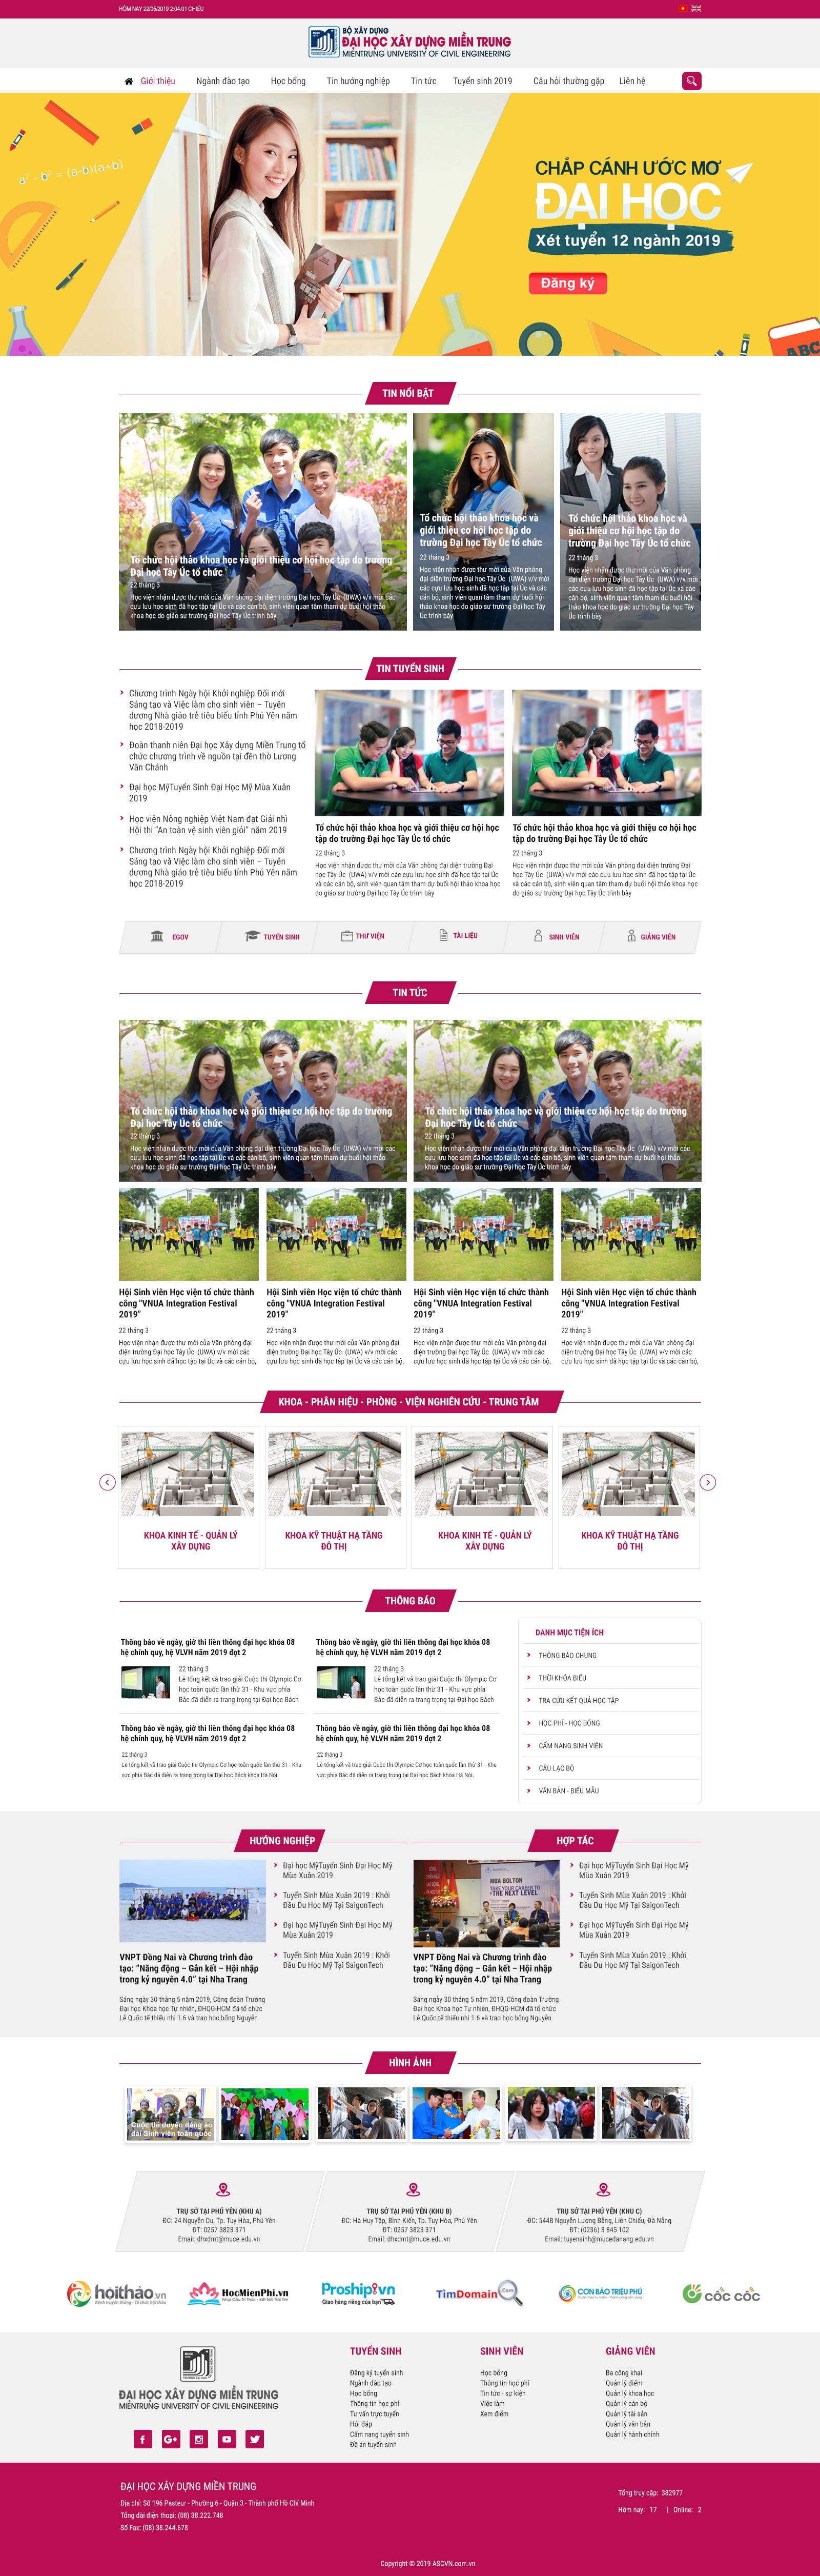 HÔM NAY 22/05/2019 2:04:01 CHIỀU
BỘ XÂY DỰNG
ĐẠI HỌC XÂY DỰNG MIỀN TRUNG
MIENTRUNG UNIVERSITY OF CIVIL ENGINEERING
Giới thiệu Ngành đào tạo Học bổng Tin hướng nghiệp Tin tức Tuyển sinh 2019 Câu hỏi thường gặp Liên hệ
= (a-b)(a+b)
CHẮP CÁNH ƯỚC MƠ
ĐẠI HỌC
Xét tuyển 12 ngành 2019
Đăng ký
ABC
TIN NỔI BẬT
Tổ chức hội thảo khoa học và giới thiệu cơ hội học tập do trường
Đại học Tây Úc tổ chức
22 tháng 3
Học viện nhận được thư mời của Văn phòng đại diện trường Đại học Tây Úc (UWA) v/v mời các
cựu lưu học sinh đã học tập tại Úc và các cán bộ, sinh viên quan tâm tham dự buổi hội thảo
khoa học do giáo sư trường Đại học Tây Úc trình bày
Tổ chức hội thảo khoa học và
giới thiệu cơ hội học tập do
trường Đại học Tây Úc tổ chức
22 tháng 3
Học viện nhận được thư mời của Văn phòng
đại diện trường Đại học Tây Úc (UWA) v/v mời
các cựu lưu học sinh đã học tập tại Úc và các
cán bộ, sinh viên quan tâm tham dự buổi hội
thảo khoa học do giáo sư trường Đại học Tây
Úc trình bày
Tổ chức hội thảo khoa học và
giới thiệu cơ hội học tập do
trường Đại học Tây Úc tổ chức
22 tháng 3
Học viện nhận được thư mời của Văn phòng
đại diện trường Đại học Tây Úc (UWA) v/v mời
các cựu lưu học sinh đã học tập tại Úc và các
cán bộ, sinh viên quan tâm tham dự buổi hội
thảo khoa học do giáo sư trường Đại học Tây
Úc trình bày
TIN TUYỂN SINH
Chương trình Ngày hội Khởi nghiệp Đổi mới
Sáng tạo và Việc làm cho sinh viên – Tuyên
dương Nhà giáo trẻ tiêu biểu tỉnh Phú Yên năm
học 2018-2019
Đoàn thanh niên Đại học Xây dựng Miền Trung tổ
chức chương trình về nguồn tại đền thờ Lương
Văn Chánh
Đại học MỹTuyển Sinh Đại Học Mỹ Mùa Xuân
2019
Học viện Nông nghiệp Việt Nam đạt Giải nhì
Hội thi "An toàn vệ sinh viên giỏi" năm 2019
Chương trình Ngày hội Khởi nghiệp Đổi mới
Sáng tạo và Việc làm cho sinh viên – Tuyên
dương Nhà giáo trẻ tiêu biểu tỉnh Phú Yên năm
học 2018-2019
Tổ chức hội thảo khoa học và giới thiệu cơ hội học
tập do trường Đại học Tây Úc tổ chức
22 tháng 3
Học viện nhận được thư mời của Văn phòng đại diện trường Đại
học Tây Úc (UWA) v/v mời các cựu lưu học sinh đã học tập tại Úc
và các cán bộ, sinh viên quan tâm tham dự buổi hội thảo khoa học
do giáo sư trường Đại học Tây Úc trình bày
Tổ chức hội thảo khoa học và giới thiệu cơ hội học
tập do trường Đại học Tây Úc tổ chức
22 tháng 3
Học viện nhận được thư mời của Văn phòng đại diện trường Đại
học Tây Úc (UWA) v/v mời các cựu lưu học sinh đã học tập tại Úc
và các cán bộ, sinh viên quan tâm tham dự buổi hội thảo khoa học
do giáo sư trường Đại học Tây Úc trình bày
EGOV TUYỂN SINH THƯ VIỆN TÀI LIỆU SINH VIÊN GIẢNG VIÊN
TIN TỨC
Tổ chức hội thảo khoa học và giới thiệu cơ hội học tập do trường
Đại học Tây Úc tổ chức
22 tháng 3
Học viện nhận được thư mời của Văn phòng đại diện trường Đại học Tây Úc (UWA) v/v mời các
cựu lưu học sinh đã học tập tại Úc và các cán bộ, sinh viên quan tâm tham dự buổi hội thảo
khoa học do giáo sư trường Đại học Tây Úc trình bày
Tổ chức hội thảo khoa học và giới thiệu cơ hội học tập do trường
Đại học Tây Úc tổ chức
22 tháng 3
Học viện nhận được thư mời của Văn phòng đại diện trường Đại học Tây Úc (UWA) v/v mời các
cựu lưu học sinh đã học tập tại Úc và các cán bộ, sinh viên quan tâm tham dự buổi hội thảo
khoa học do giáo sư trường Đại học Tây Úc trình bày
Hội Sinh viên Học viện tổ chức thành
công "VNUA Integration Festival
2019"
22 tháng 3
Học viện nhận được thư mời của Văn phòng đại
diện trường Đại học Tây Úc (UWA) v/v mời các
cựu lưu học sinh đã học tập tại Úc và các cán bộ,
Hội Sinh viên Học viện tổ chức thành
công "VNUA Integration Festival
2019"
22 tháng 3
Học viện nhận được thư mời của Văn phòng đại
diện trường Đại học Tây Úc (UWA) v/v mời các
cựu lưu học sinh đã học tập tại Úc và các cán bộ,
Hội Sinh viên Học viện tổ chức thành
công "VNUA Integration Festival
2019"
22 tháng 3
Học viện nhận được thư mời của Văn phòng đại
diện trường Đại học Tây Úc (UWA) v/v mời các
cựu lưu học sinh đã học tập tại Úc và các cán bộ,
Hội Sinh viên Học viện tổ chức thành
công "VNUA Integration Festival
2019"
22 tháng 3
Học viện nhận được thư mời của Văn phòng đại
diện trường Đại học Tây Úc (UWA) v/v mời các
cựu lưu học sinh đã học tập tại Úc và các cán bộ,
KHOA - PHÂN HIỆU - PHÒNG - VIỆN NGHIÊN CỨU - TRUNG TÂM
KHOA KINH TẾ - QUẢN LÝ
XÂY DỰNG
KHOA KỸ THUẬT HẠ TẦNG
ĐÔ THỊ
KHOA KINH TẾ - QUẢN LÝ
XÂY DỰNG
KHOA KỸ THUẬT HẠ TẦNG
ĐÔ THỊ
THÔNG BÁO
Thông báo về ngày, giờ thi liên thông đại học khóa 08
hệ chính quy, hệ VLVH năm 2019 đợt 2
22 tháng 3
Lễ tổng kết và trao giải Cuộc thi Olympic Cơ
học toàn quốc lần thứ 31 - Khu vực phía
Bắc đã diễn ra trang trọng tại Đại học Bách
Thông báo về ngày, giờ thi liên thông đại học khóa 08
hệ chính quy, hệ VLVH năm 2019 đợt 2
22 tháng 3
Lễ tổng kết và trao giải Cuộc thi Olympic Cơ
học toàn quốc lần thứ 31 - Khu vực phía
Bắc đã diễn ra trang trọng tại Đại học Bách
Thông báo về ngày, giờ thi liên thông đại học khóa 08
hệ chính quy, hệ VLVH năm 2019 đợt 2
22 tháng 3
Lễ tổng kết và trao giải Cuộc thi Olympic Cơ học toàn quốc lần thứ 31 - Khu
vực phía Bắc đã diễn ra trang trọng tại Đại học Bách khoa Hà Nội.
Thông báo về ngày, giờ thi liên thông đại học khóa 08
hệ chính quy, hệ VLVH năm 2019 đợt 2
22 tháng 3
Lễ tổng kết và trao giải Cuộc thi Olympic Cơ học toàn quốc lần thứ 31 - Khu
vực phía Bắc đã diễn ra trang trọng tại Đại học Bách khoa Hà Nội.
DANH MỤC TIỆN ÍCH
THÔNG BÁO CHUNG
THỜI KHÓA BIỂU
TRA CỨU KẾT QUẢ HỌC TẬP
HỌC PHÍ - HỌC BỔNG
CẨM NANG SINH VIÊN
CÂU LẠC BỘ
VĂN BẢN - BIỂU MẪU
HƯỚNG NGHIỆP
VNPT Đồng Nai và Chương trình đào
tạo: "Năng động – Gắn kết – Hội nhập
trong kỷ nguyên 4.0" tại Nha Trang
Sáng ngày 30 tháng 5 năm 2019, Công đoàn Trường
Đại học Khoa học Tự nhiên, ĐHQG-HCM đã tổ chức
Lễ Quốc tế thiếu nhi 1.6 và trao học bổng Nguyễn
Đại học MỹTuyển Sinh Đại Học Mỹ
Mùa Xuân 2019
Tuyển Sinh Mùa Xuân 2019 : Khởi
Đầu Du Học Mỹ Tại SaigonTech
Đại học MỹTuyển Sinh Đại Học Mỹ
Mùa Xuân 2019
Tuyển Sinh Mùa Xuân 2019 : Khởi
Đầu Du Học Mỹ Tại SaigonTech
HỢP TÁC
MBA BOLTON
TAKE YOUR CAREER TO
THE NEXT LEVEL
VNPT Đồng Nai và Chương trình đào
tạo: "Năng động – Gắn kết – Hội nhập
trong kỷ nguyên 4.0" tại Nha Trang
Sáng ngày 30 tháng 5 năm 2019, Công đoàn Trường
Đại học Khoa học Tự nhiên, ĐHQG-HCM đã tổ chức
Lễ Quốc tế thiếu nhi 1.6 và trao học bổng Nguyễn
Đại học MỹTuyển Sinh Đại Học Mỹ
Mùa Xuân 2019
Tuyển Sinh Mùa Xuân 2019 : Khởi
Đầu Du Học Mỹ Tại SaigonTech
Đại học MỹTuyển Sinh Đại Học Mỹ
Mùa Xuân 2019
Tuyển Sinh Mùa Xuân 2019 : Khởi
Đầu Du Học Mỹ Tại SaigonTech
HÌNH ẢNH
Cuộc thi duyên dáng áo
dài Sinh viên toàn quốc
TRỤ SỞ TẠI PHÚ YÊN (KHU A)
ĐC: 24 Nguyễn Du, Tp. Tuy Hòa, Phú Yên
ĐT: 0257 3823 371
Email: dhxdmt@muce.edu.vn
TRỤ SỞ TẠI PHÚ YÊN (KHU B)
ĐC: Hà Huy Tập, Bình Kiến, Tp. Tuy Hòa, Phú Yên
ĐT: 0257 3823 371
Email: dhxdmt@muce.edu.vn
TRỤ SỞ TẠI PHÚ YÊN (KHU C)
ĐC: 544B Nguyễn Lương Bằng, Liên Chiểu, Đà Nẵng
ĐT: (0236) 3 845 102
Email: tuyensinh@mucedanang.edu.vn
hoithảo.vn
HocMienPhi.vn
Proship.vn
Giao hàng riêng của bạn
TimDomain Com
CON BÁO TRIỆU PHÚ
CỐC CỐC
ĐẠI HỌC XÂY DỰNG MIỀN TRUNG
MIENTRUNG UNIVERSITY OF CIVIL ENGINEERING
TUYỂN SINH
Đăng ký tuyển sinh
Ngành đào tạo
Học bổng
Thông tin học phí
Tư vấn trực tuyến
Hỏi đáp
Cẩm nang tuyển sinh
Đề án tuyển sinh
SINH VIÊN
Học bổng
Thông tin học phí
Tin tức - sự kiện
Việc làm
Xem điểm
GIẢNG VIÊN
Ba công khai
Quản lý điểm
Quản lý khoa học
Quản lý cán bộ
Quản lý tài sản
Quản lý văn bản
Quản lý hành chính
ĐẠI HỌC XÂY DỰNG MIỀN TRUNG
Địa chỉ: Số 196 Pasteur - Phường 6 - Quận 3 - Thành phố Hồ Chí Minh
Tổng đài điện thoại: (08) 38.222.748
Số Fax: (08) 38.244.678
Tổng truy cập: 382977
Hôm nay: 17 | Online: 2
Copyright © 2019 ASCVN.com.vn